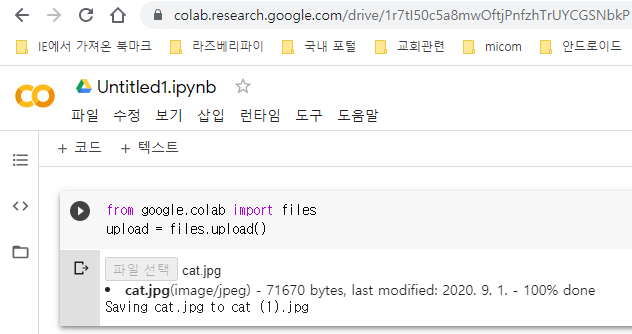 colab.research.google.com/drive/1r7tI50c5a8mwOftjPnfzhTrUYCGSNbkP
IE에서 가져온 북마크 라즈베리파이 국내 포털 교회관련 micom 안드로이드
Untitled1.ipynb
파일 수정 보기 삽입 런타임 도구 도움말
+ 코드 + 텍스트
from google.colab import files
upload = files.upload()
파일 선택 cat.jpg
• cat.jpg(image/jpeg) - 71670 bytes, last modified: 2020. 9. 1. - 100% done
Saving cat.jpg to cat (1).jpg